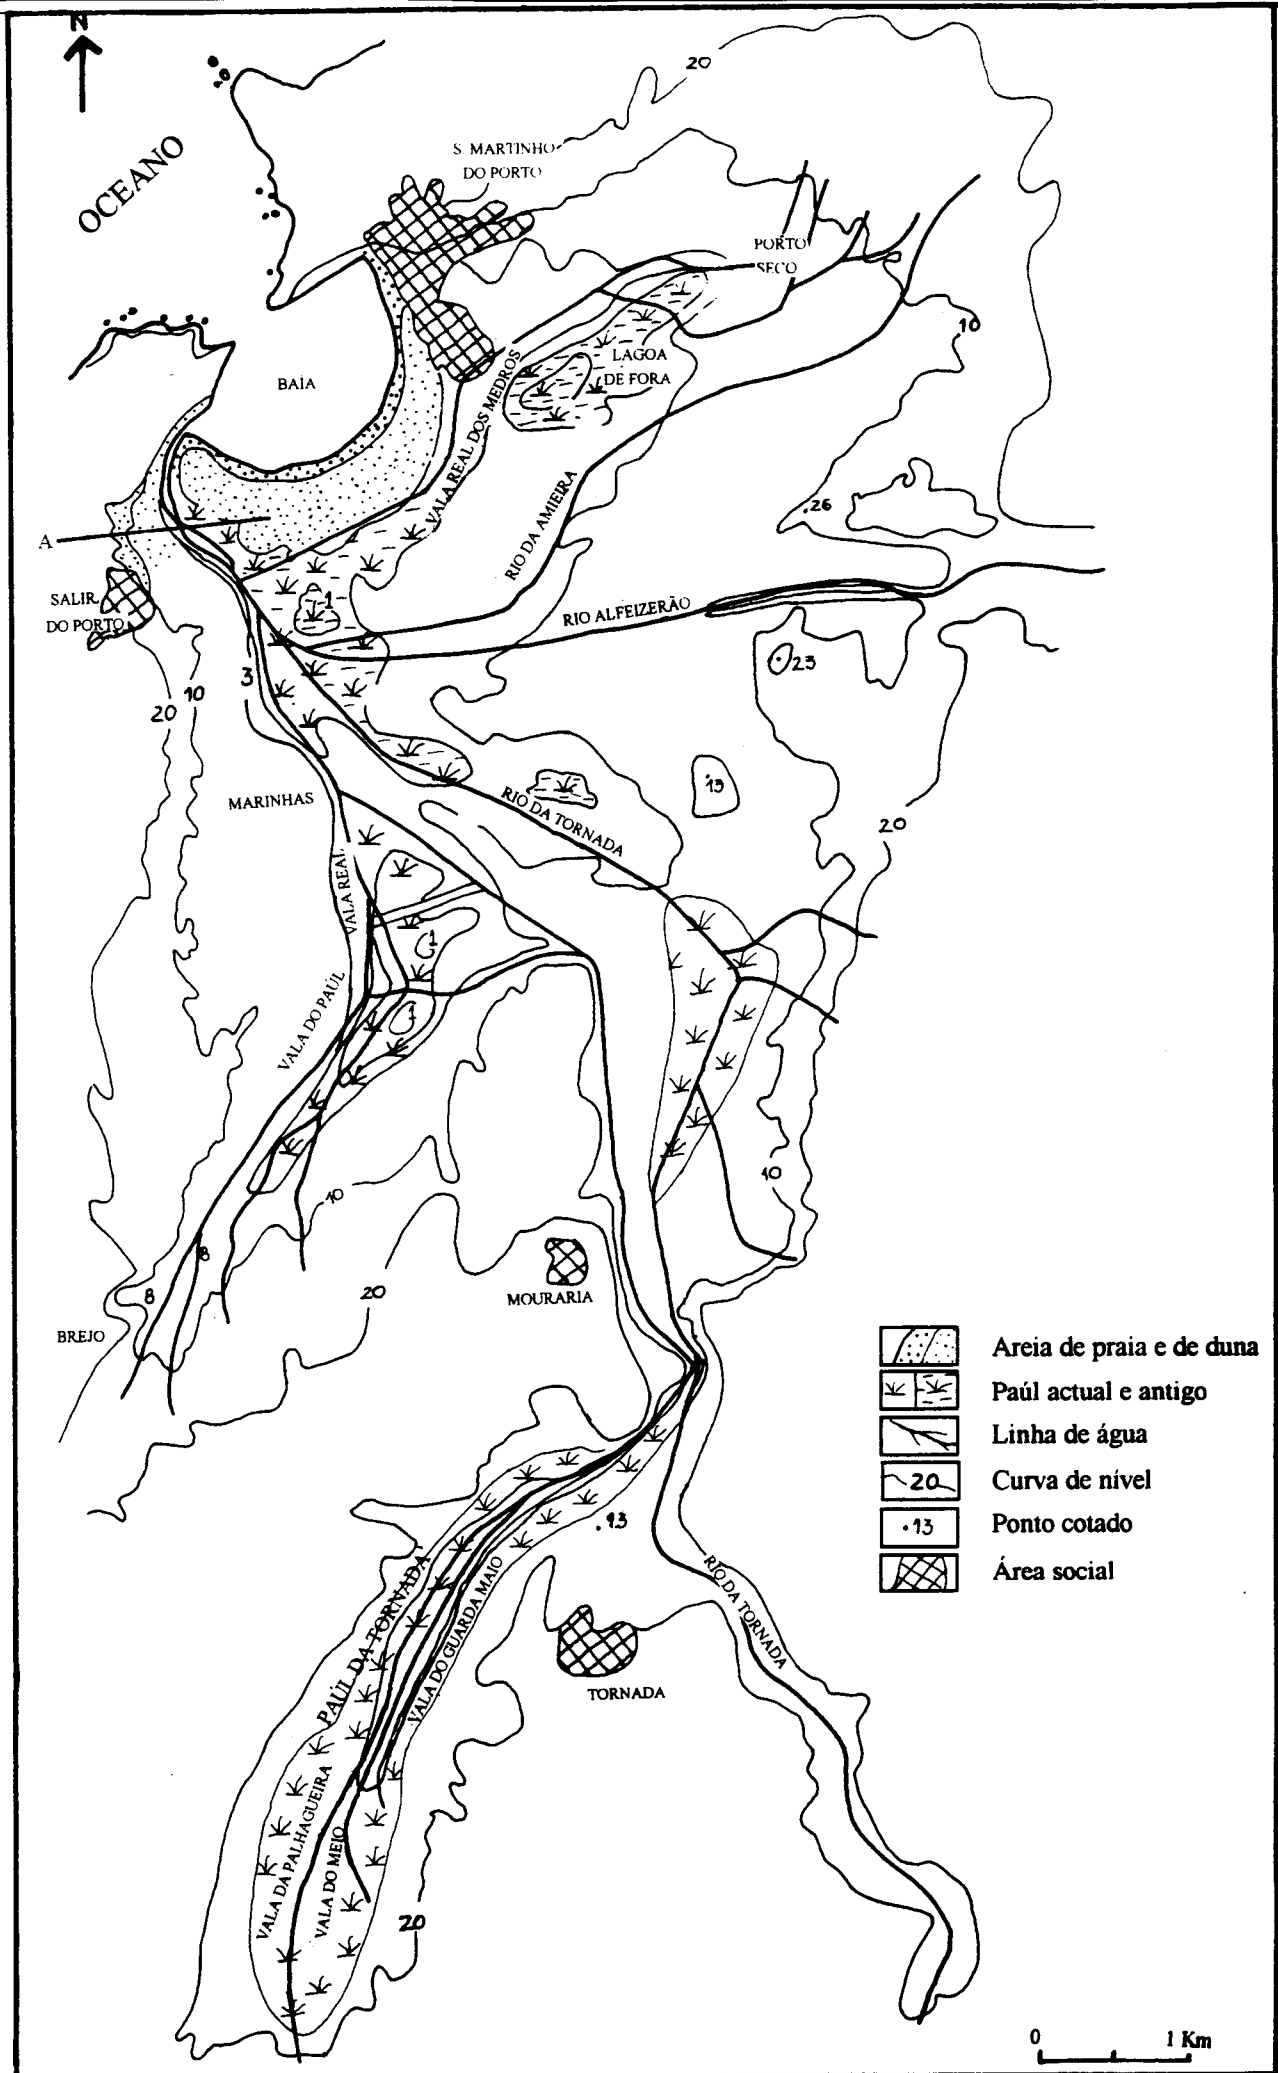 N
20
OCEANO
S. MARTINHO
DO PORTO
PORTO
SECO
10
LAGOA
DE FORA
BAÍA
VALA REAL DOS MEDROS
RIO DA AMIEIRA
.26
A
SALIR
DO PORTO
1
RIO ALFEIZERÃO
.23
3
10
20
.13
MARINHAS
RIO DA TORNADA
20
VALA REAL
1
VALA DO PAÚL
1
10
10
8
8
20
MOURARIA
BREJO
Areia de praia e de duna
Paúl actual e antigo
Linha de água
20
Curva de nível
.13
Ponto cotado
Área social
.13
PAÚL DA TORNADA
VALA DO GUARDA MAIO
RIO DA TORNADA
TORNADA
VALA DA PALHAGUEIRA
VALA DO MEIO
20
0 1 Km